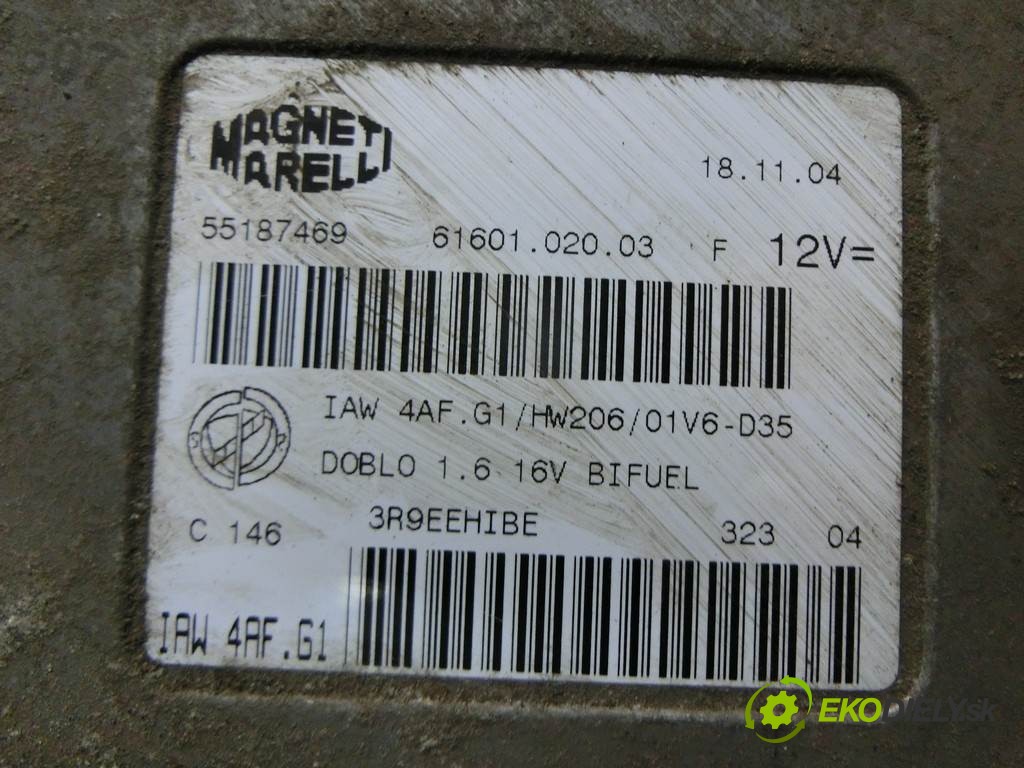 MAGNETI
MARELLI
18.11.04
55187469 61601.020.03 F 12V=
IAW 4AF.G1/HW206/01V6-D35
DOBLO 1.6 16V BIFUEL
C 146 3R9EEHIBE 323 04
IAW 4AF.G1
EKODIELY.sk